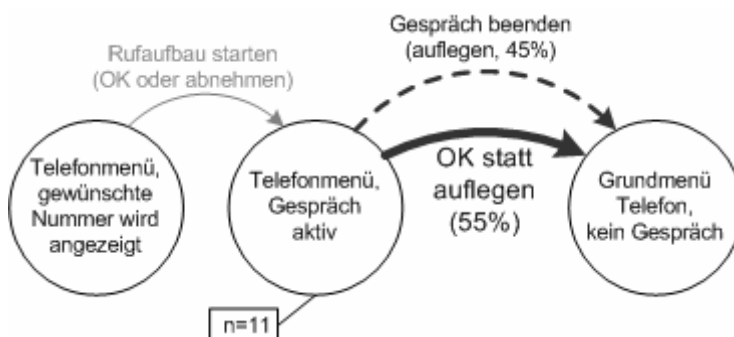 Gespräch beenden
(auflegen, 45%)
Rufaufbau starten
(OK oder abnehmen)
Telefonmenü,
gewünschte
Nummer wird
angezeigt
Telefonmenü,
Gespräch
aktiv
OK statt
auflegen
(55%)
Grundmenü
Telefon,
kein Gespräch
n=11